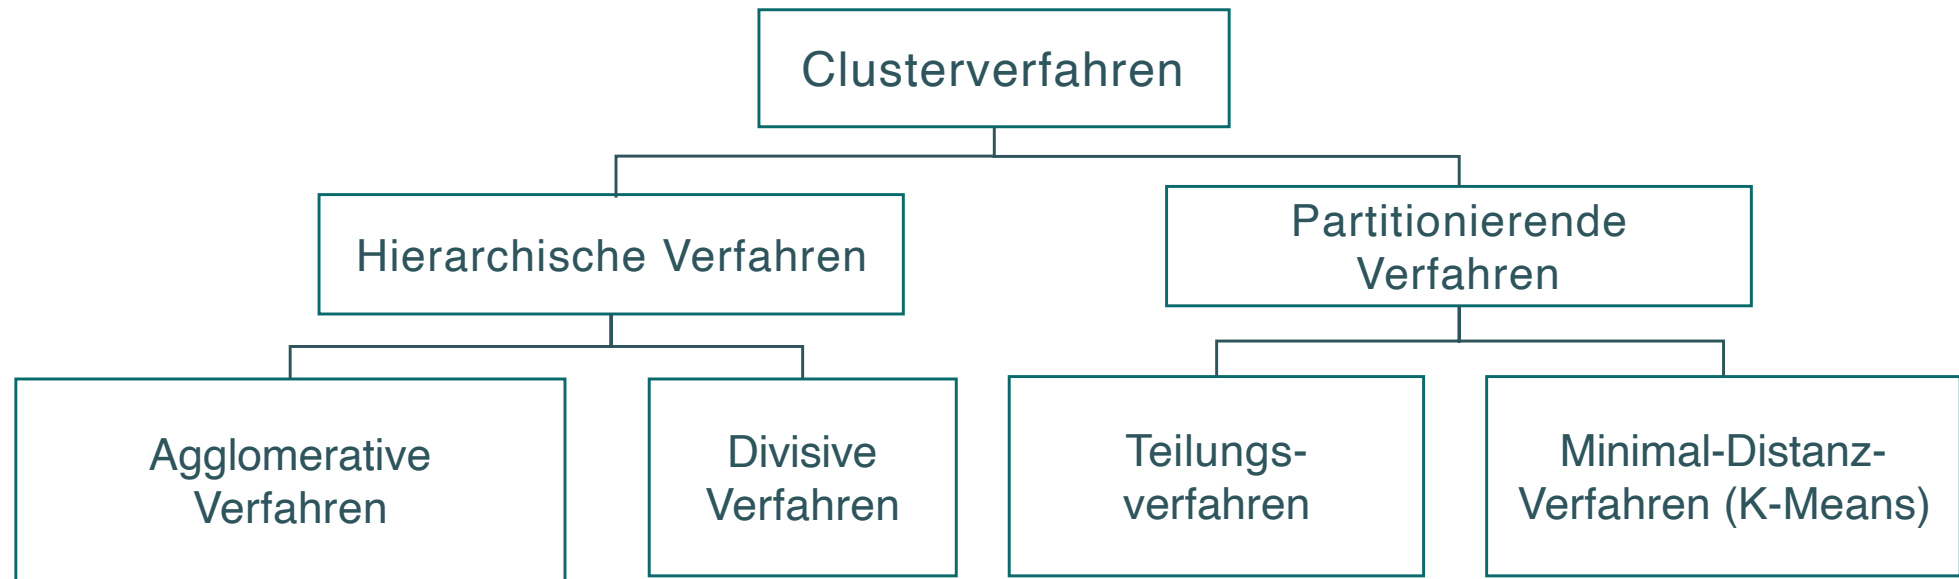 Clusterverfahren
Hierarchische Verfahren
Partitionierende
Verfahren
Agglomerative
Verfahren
Divisive
Verfahren
Teilungs-
verfahren
Minimal-Distanz-
Verfahren (K-Means)